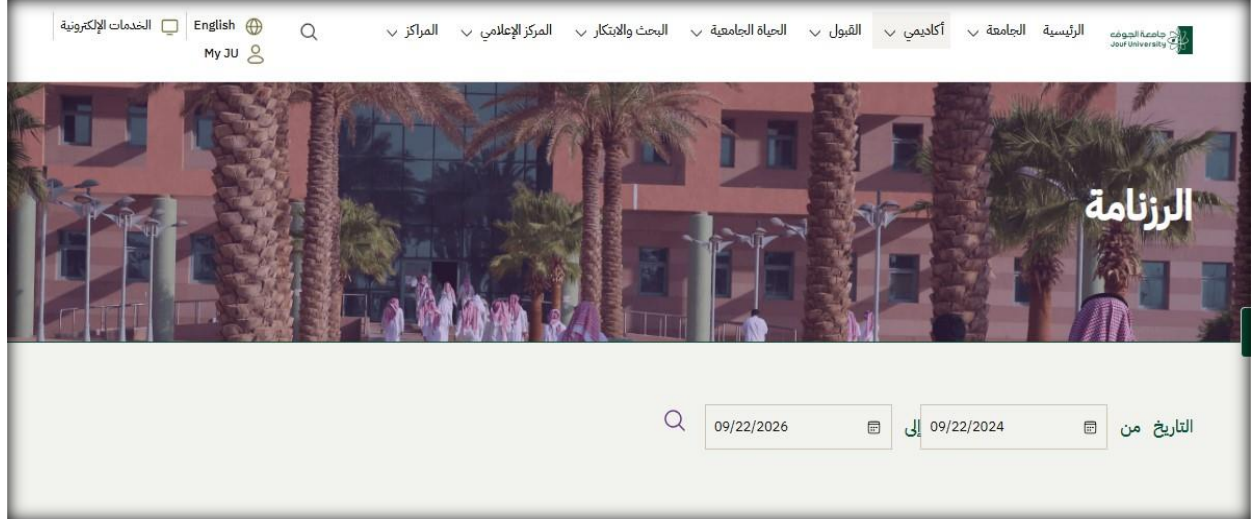 جامعة الجوف
Jouf University
الرئيسية الجامعة أكاديمي القبول الحياة الجامعية البحث والابتكار المركز الإعلامي المراكز
English الخدمات الإلكترونية
My JU
الرزنامة
التاريخ من 09/22/2024 إلى 09/22/2026